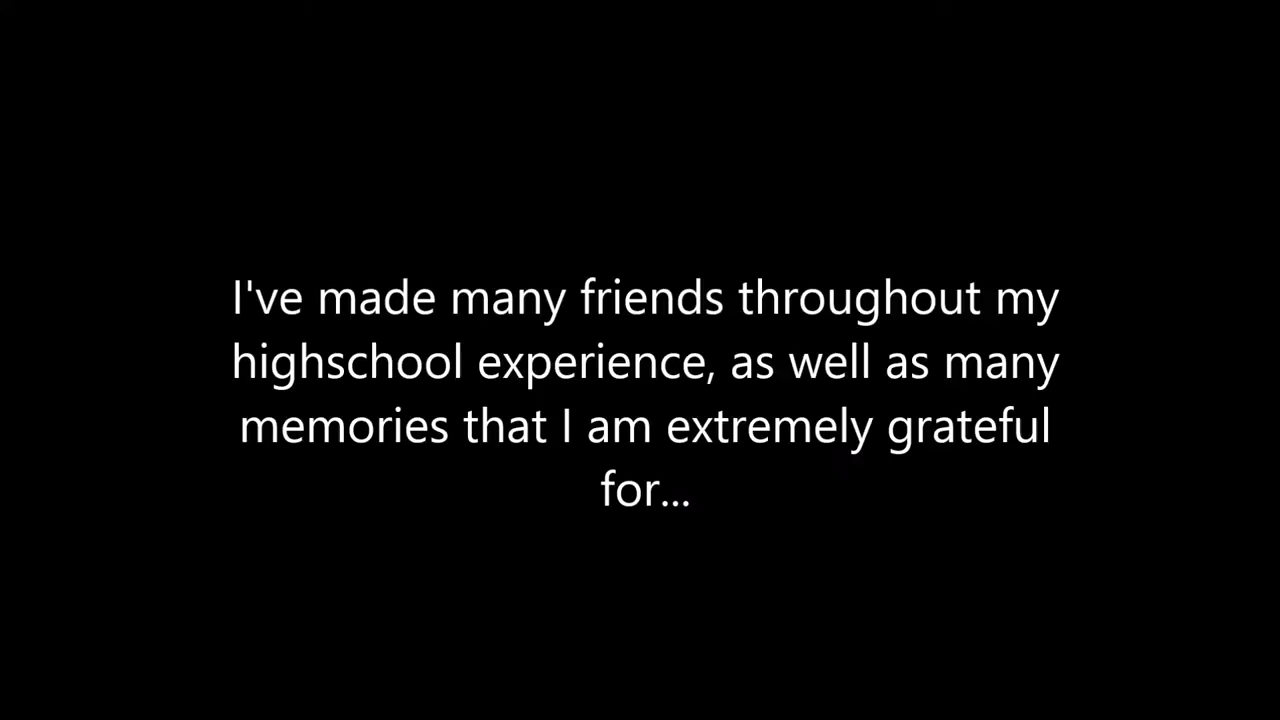 I've made many friends throughout my
highschool experience, as well as many
memories that I am extremely grateful
for...